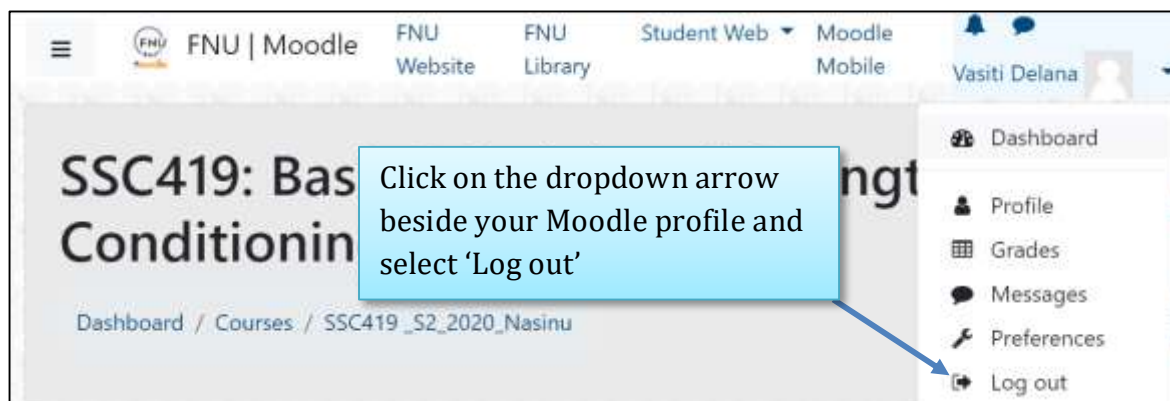 FNU | Moodle
FNU Website
FNU Library
Student Web
Moodle Mobile
Vasiti Delana
Dashboard
SSC419: Bas
Conditionin
Click on the dropdown arrow
beside your Moodle profile and
select ‘Log out’
Profile
Grades
Messages
Preferences
Log out
Dashboard / Courses / SSC419 _S2_2020_Nasinu